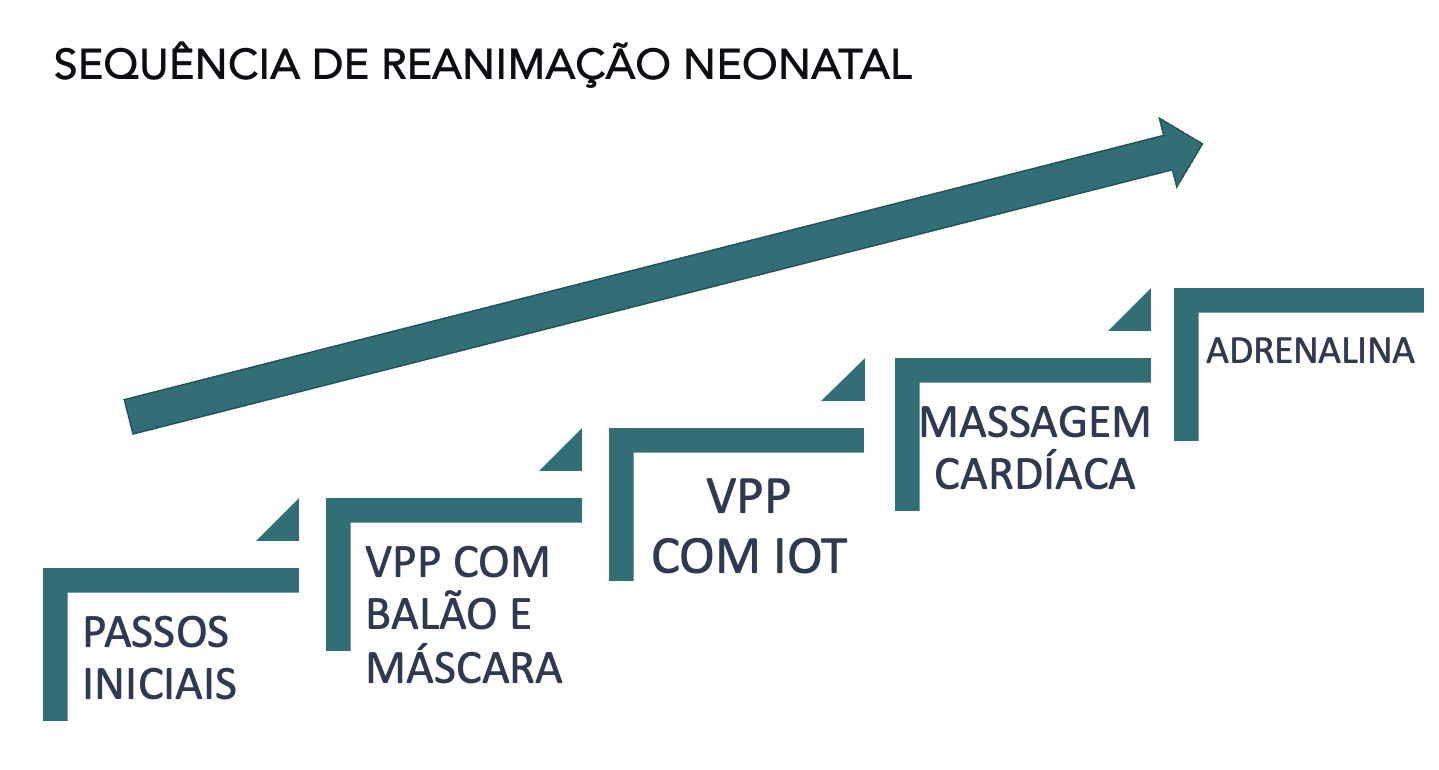 SEQUÊNCIA DE REANIMAÇÃO NEONATAL
PASSOS
INICIAIS
VPP COM
BALÃO E
MÁSCARA
VPP
COM IOT
MASSAGEM
CARDÍACA
ADRENALINA